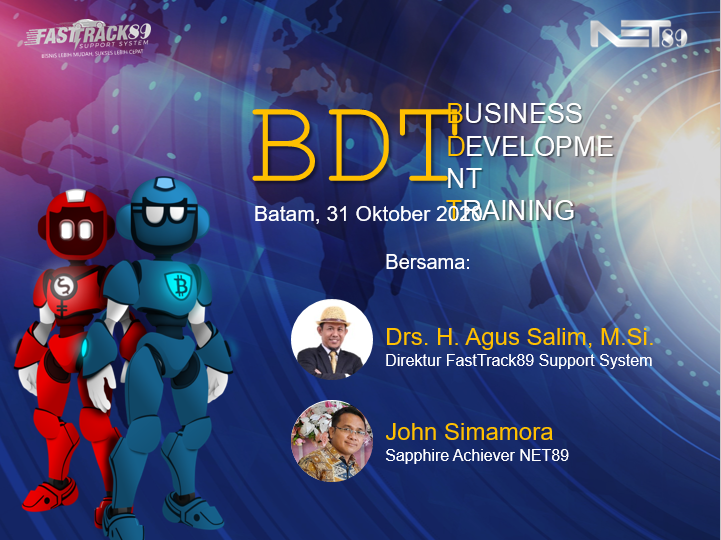 FASTTRACK89
SUPPORT SYSTEM
BISNIS LEBIH MUDAH, SUKSES LEBIH CEPAT
NET89
BDT
BUSINESS
DEVELOPME
NT
TRAINING
Batam, 31 Oktober 2020
Bersama:
Drs. H. Agus Salim, M.Si.
Direktur FastTrack89 Support System
John Simamora
Sapphire Achiever NET89